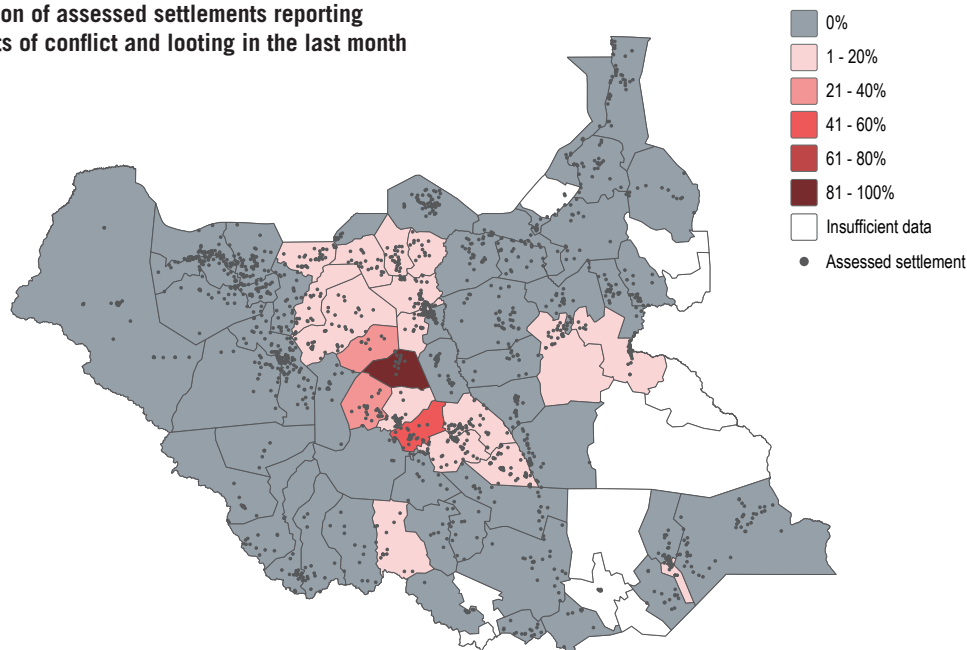 of assessed settlements reporting
of conflict and looting in the last month
0%
1 - 20%
21 - 40%
41 - 60%
61 - 80%
81 - 100%
Insufficient data
Assessed settlement